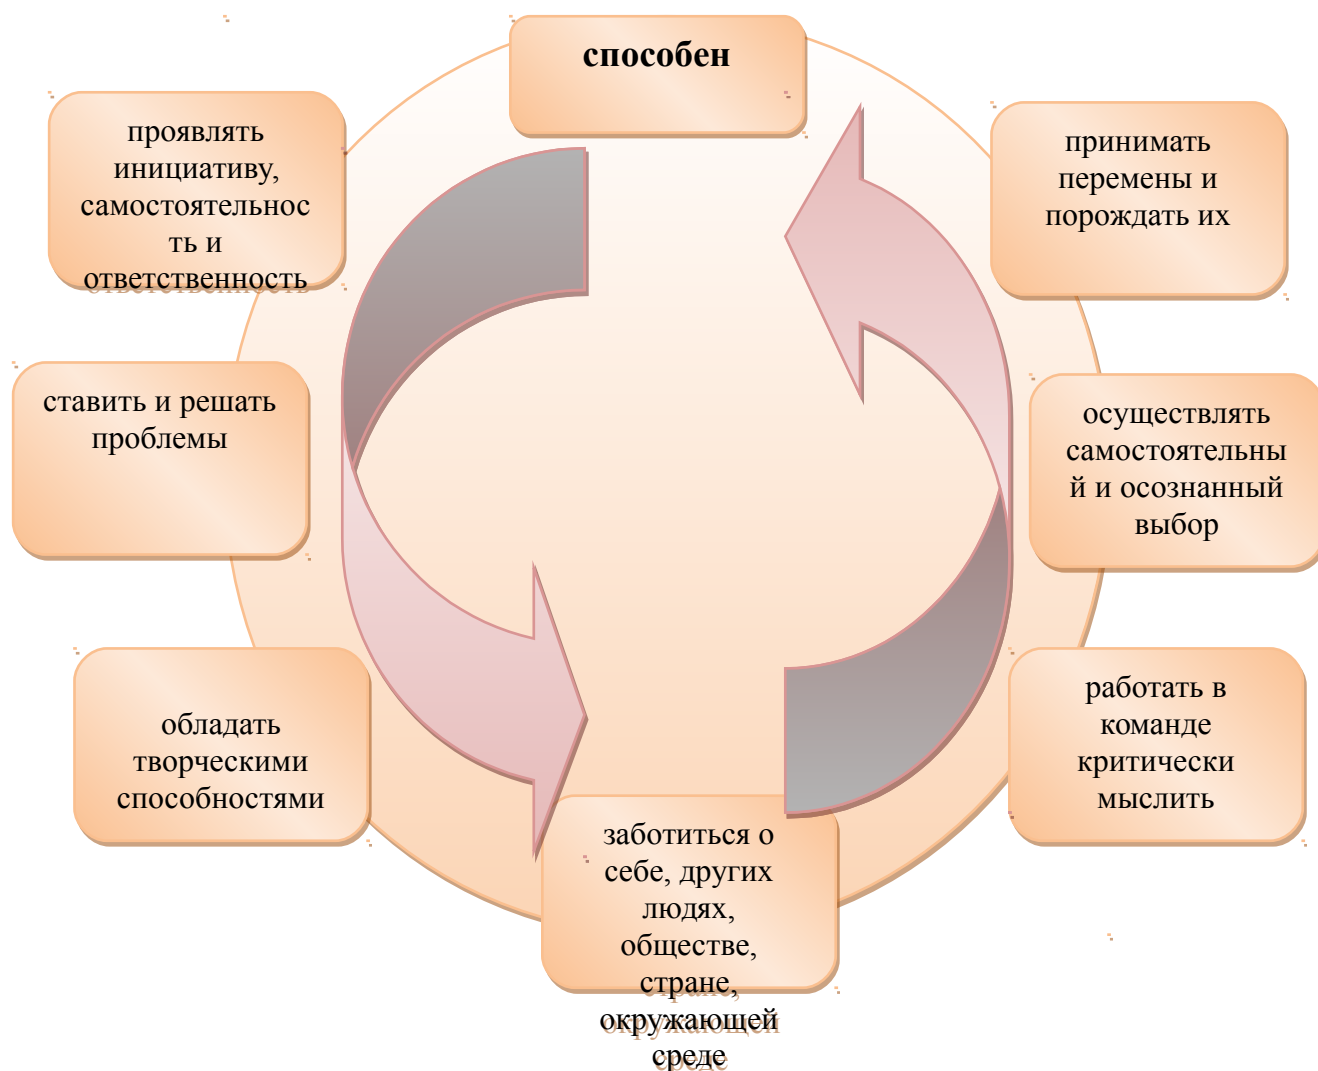 способен
проявлять
инициативу,
самостоятельнос
ть и
ответственность
принимать
перемены и
порождать их
ставить и решать
проблемы
осуществлять
самостоятельны
й и осознанный
выбор
обладать
творческими
способностями
работать в
команде
критически
мыслить
заботиться о
себе, других
людях,
обществе,
стране,
окружающей
среде